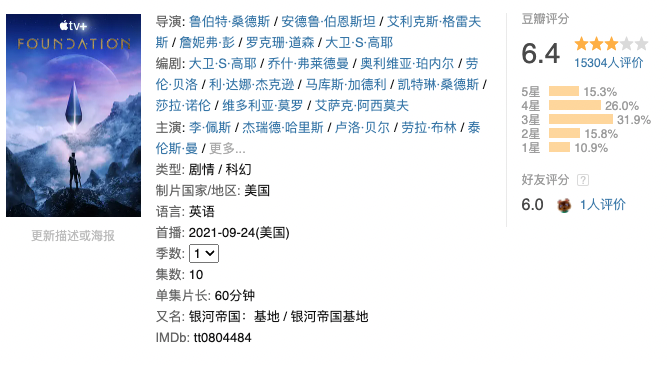 tv+
FOUNDATION
更新描述或海报
导演: 鲁伯特·桑德斯 / 安德鲁·伯恩斯坦 / 艾利克斯·格雷夫
斯 / 詹妮弗·彭 / 罗克珊·道森 / 大卫·S·高耶
编剧: 大卫·S·高耶 / 乔什·弗莱德曼 / 奥利维亚·珀内尔 / 劳
伦·贝洛 / 利·达娜·杰克逊 / 马库斯·加德利 / 凯特琳·桑德斯 /
莎拉·诺伦 / 维多利亚·莫罗 / 艾萨克·阿西莫夫
主演: 李·佩斯 / 杰瑞德·哈里斯 / 卢洛·贝尔 / 劳拉·布林 / 泰
伦斯·曼 / 更多...
类型: 剧情 / 科幻
制片国家/地区: 美国
语言: 英语
首播: 2021-09-24(美国)
季数: 1
集数: 10
单集片长: 60分钟
又名: 银河帝国：基地 / 银河帝国基地
IMDb: tt0804484
豆瓣评分
6.4
15304人评价
5星 15.3%
4星 26.0%
3星 31.9%
2星 15.8%
1星 10.9%
好友评分 ?
6.0 1人评价